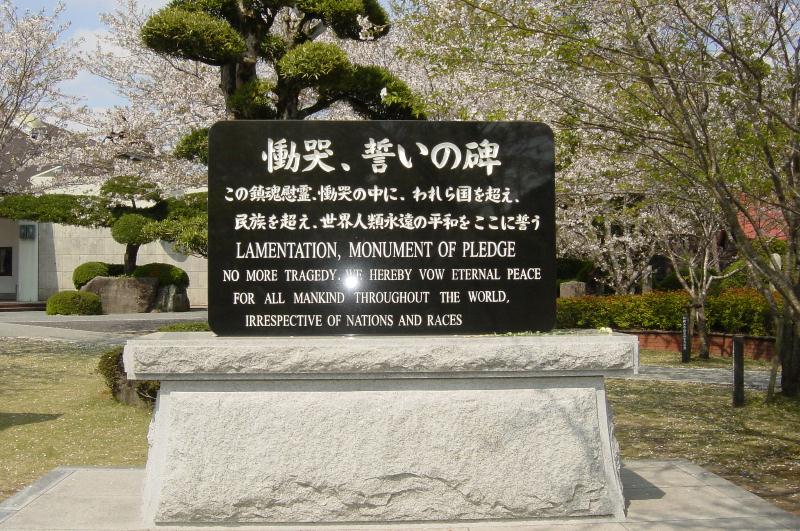 慟哭、誓いの碑
この鎮魂慰霊、慟哭の中に、われら国を超え、
民族を超え、世界人類永遠の平和をここに誓う
LAMENTATION, MONUMENT OF PLEDGE
NO MORE TRAGEDY. WE HEREBY VOW ETERNAL PEACE
FOR ALL MANKIND THROUGHOUT THE WORLD,
IRRESPECTIVE OF NATIONS AND RACES